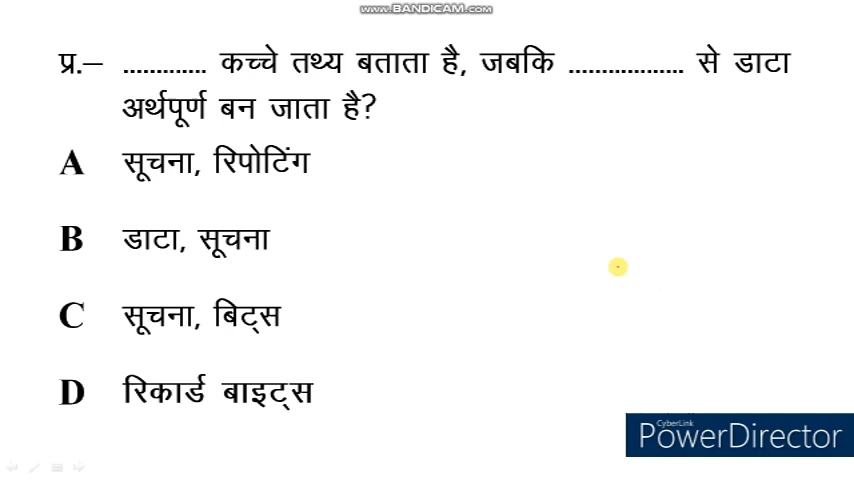 www.BANDICAM.com
प्र.– ............. कच्चे तथ्य बताता है, जबकि .................. से डाटा
अर्थपूर्ण बन जाता है?
A सूचना, रिपोटिंग
B डाटा, सूचना
C सूचना, बिट्स
D रिकार्ड बाइट्स
CyberLink
PowerDirector